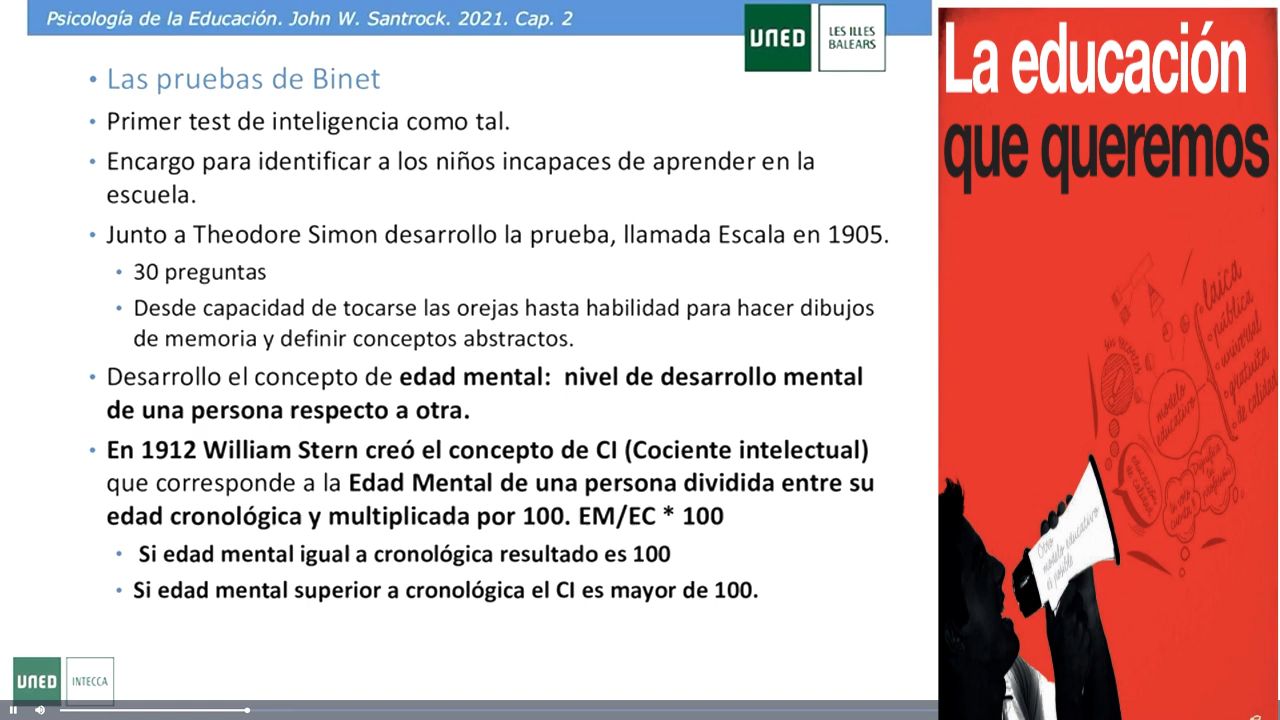 Psicología de la Educación. John W. Santrock. 2021. Cap. 2
UNED
LES ILLES
BALEARS
• Las pruebas de Binet
• Primer test de inteligencia como tal.
• Encargo para identificar a los niños incapaces de aprender en la
escuela.
• Junto a Theodore Simon desarrollo la prueba, llamada Escala en 1905.
• 30 preguntas
• Desde capacidad de tocarse las orejas hasta habilidad para hacer dibujos
de memoria y definir conceptos abstractos.
• Desarrollo el concepto de edad mental: nivel de desarrollo mental
de una persona respecto a otra.
• En 1912 William Stern creó el concepto de CI (Cociente intelectual)
que corresponde a la Edad Mental de una persona dividida entre su
edad cronológica y multiplicada por 100. EM/EC * 100
• Si edad mental igual a cronológica resultado es 100
• Si edad mental superior a cronológica el CI es mayor de 100.
UNED
INTECCA
La educación
que queremos
laica
pública
universal
gratuita
de calidad
sin recortes
modelo
educativo
Otro
modelo educativo
es posible